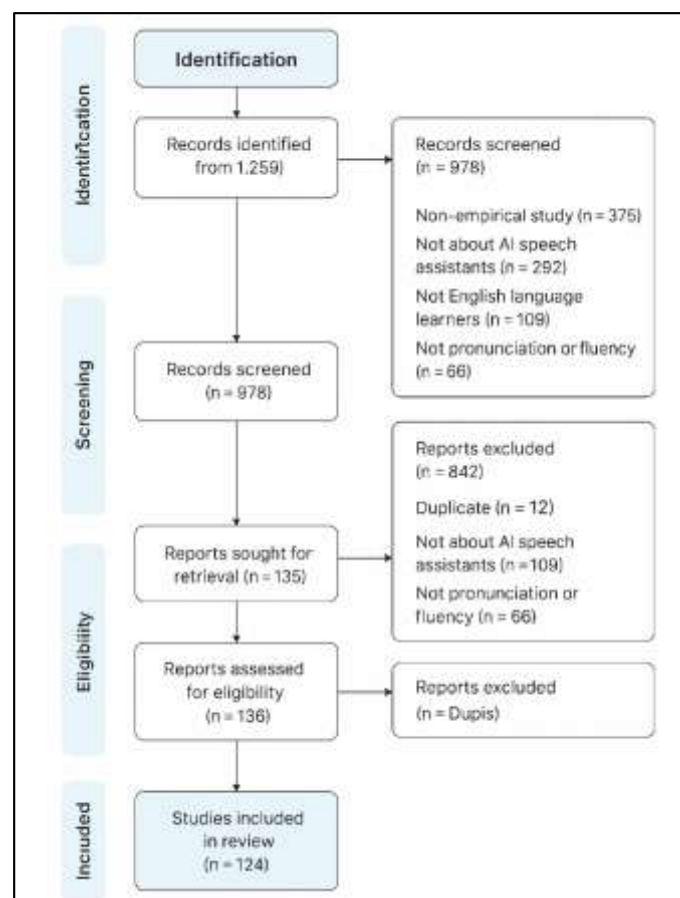 Identification
Identification
Records identified
from 1.259)
Records screened
(n = 978)
Non-empirical study (n = 375)
Not about AI speech
assistants (n = 292)
Not English language
learners (n = 109)
Not pronunciation or fluency
(n = 66)
Screening
Records screened
(n = 978)
Reports excluded
(n = 842)
Duplicate (n = 12)
Not about AI speech
assistants (n =109)
Not pronunciation or
fluency (n = 66)
Eligibility
Reports sought for
retrieval (n = 135)
Reports assessed
for eligibility
(n = 136)
Reports excluded
(n = Dupis)
Included
Studies included
in review
(n = 124)